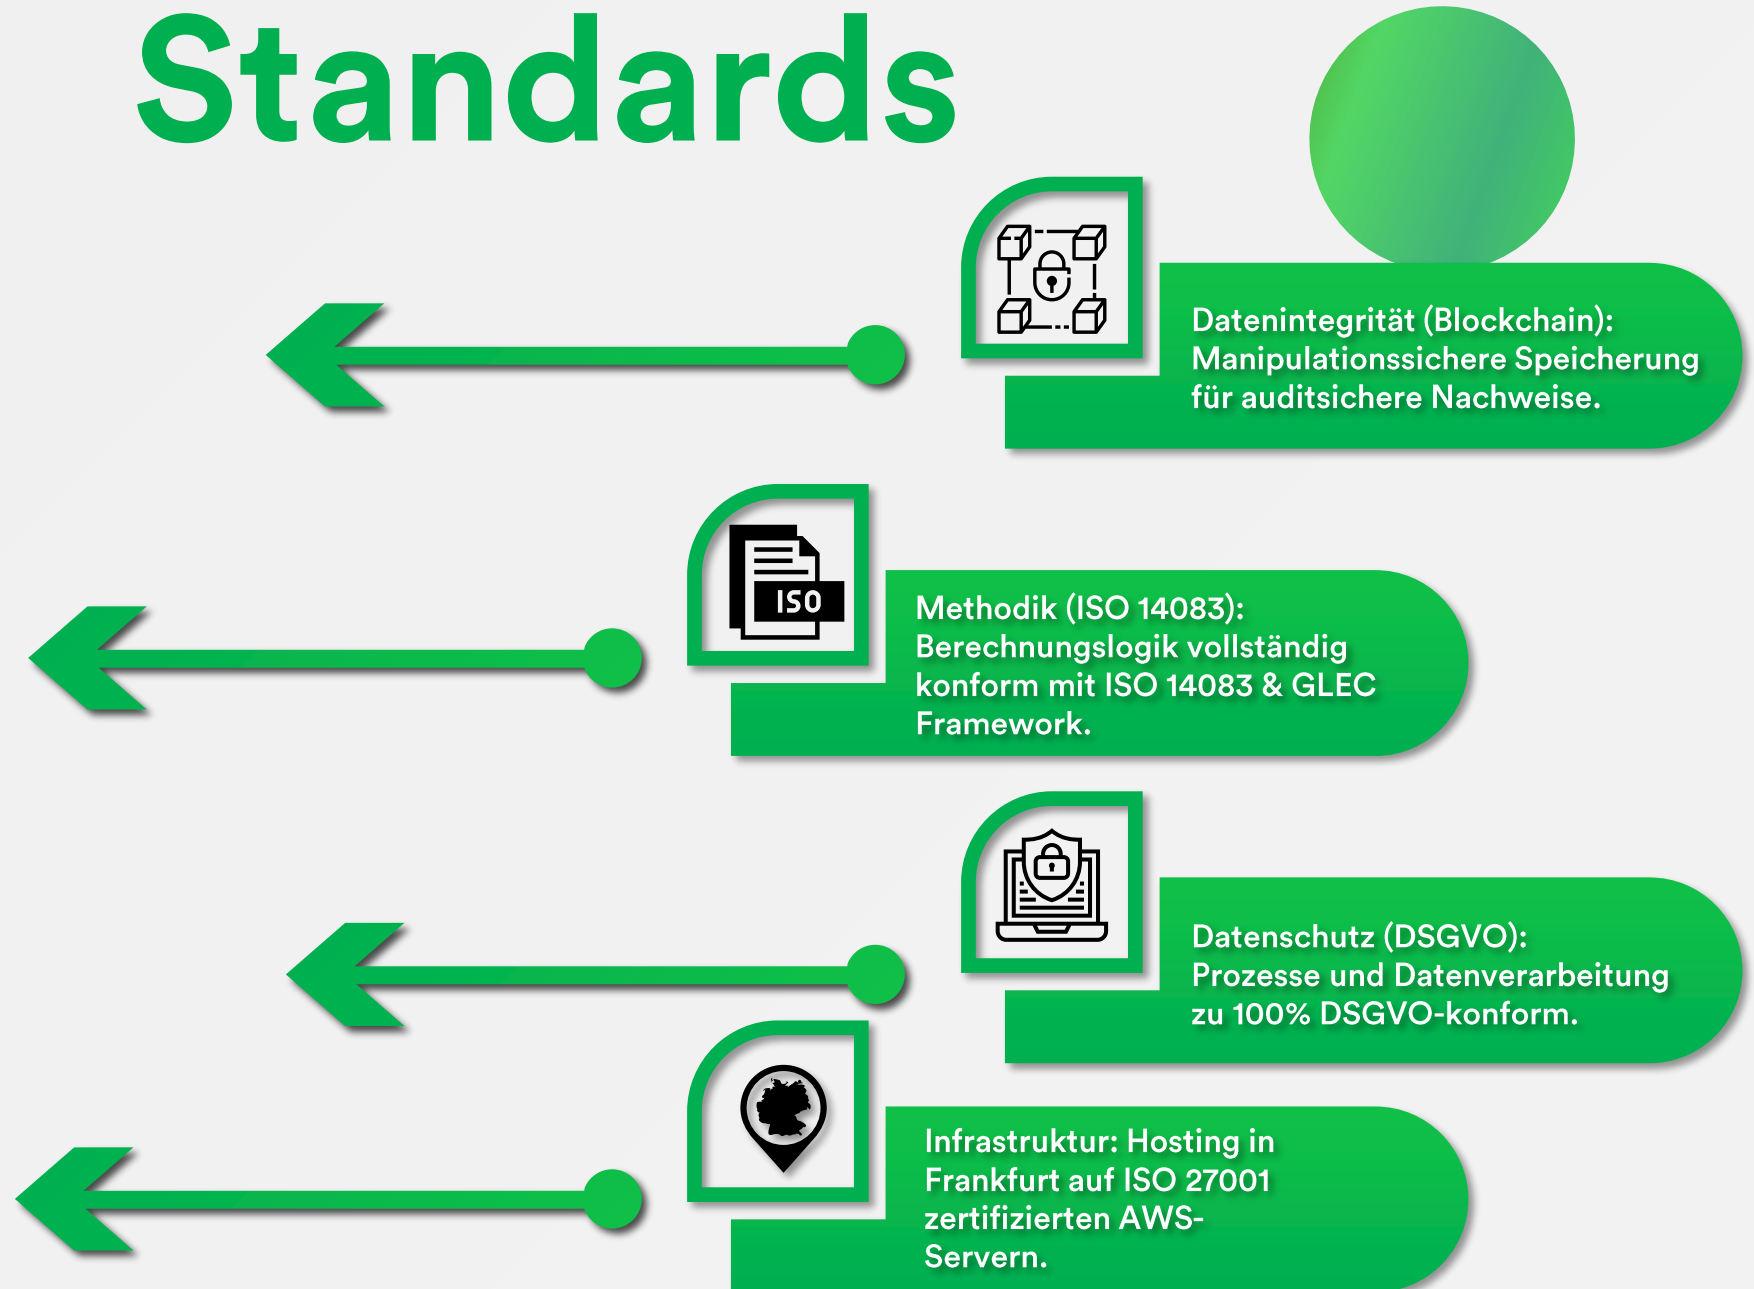 Standards
Datenintegrität (Blockchain):
Manipulationssichere Speicherung
für auditsichere Nachweise.
ISO
Methodik (ISO 14083):
Berechnungslogik vollständig
konform mit ISO 14083 & GLEC
Framework.
Datenschutz (DSGVO):
Prozesse und Datenverarbeitung
zu 100% DSGVO-konform.
Infrastruktur: Hosting in
Frankfurt auf ISO 27001
zertifizierten AWS-
Servern.